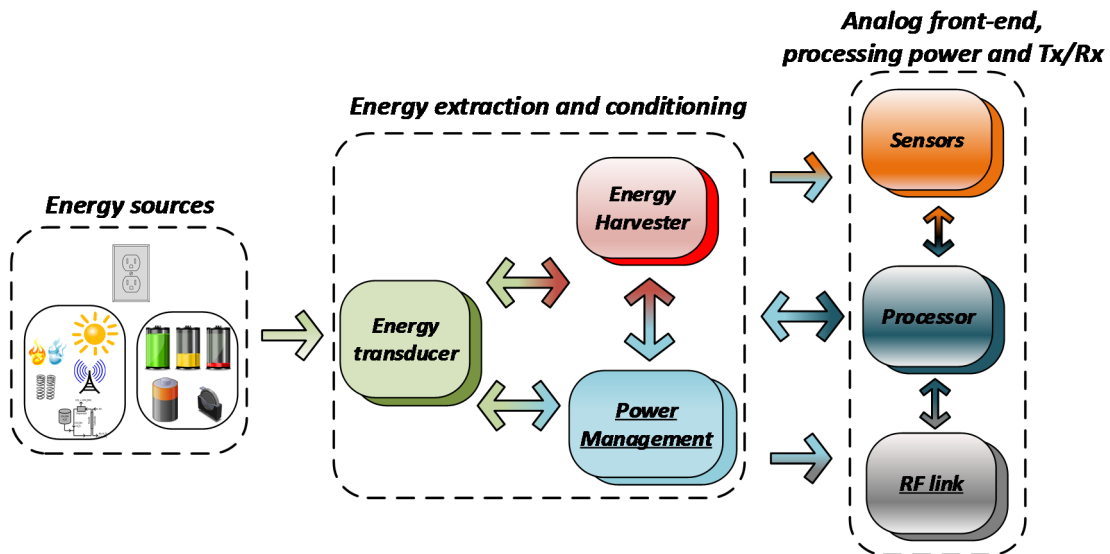 Analog front-end,
processing power and Tx/Rx
Energy extraction and conditioning
Energy sources
Energy
transducer
Energy
Harvester
Power
Management
Sensors
Processor
RF link